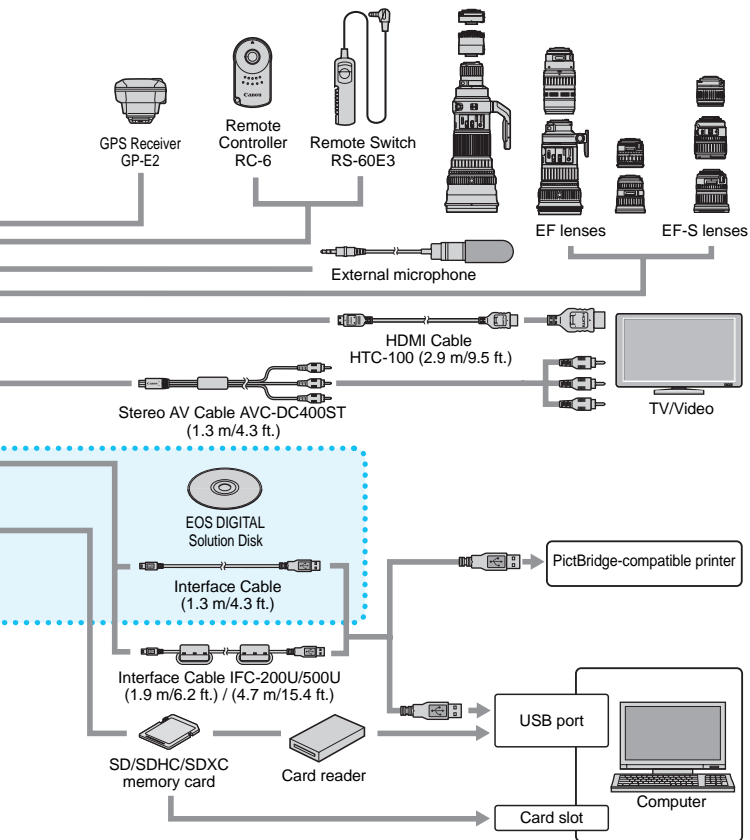 Canon
GPS Receiver
GP-E2
Remote
Controller
RC-6
Remote Switch
RS-60E3
EF lenses
EF-S lenses
External microphone
HDMI Cable
HTC-100 (2.9 m/9.5 ft.)
TV/Video
Stereo AV Cable AVC-DC400ST
(1.3 m/4.3 ft.)
EOS DIGITAL
Solution Disk
Interface Cable
(1.3 m/4.3 ft.)
PictBridge-compatible printer
Interface Cable IFC-200U/500U
(1.9 m/6.2 ft.) / (4.7 m/15.4 ft.)
USB port
SD/SDHC/SDXC
memory card
Card reader
Computer
Card slot